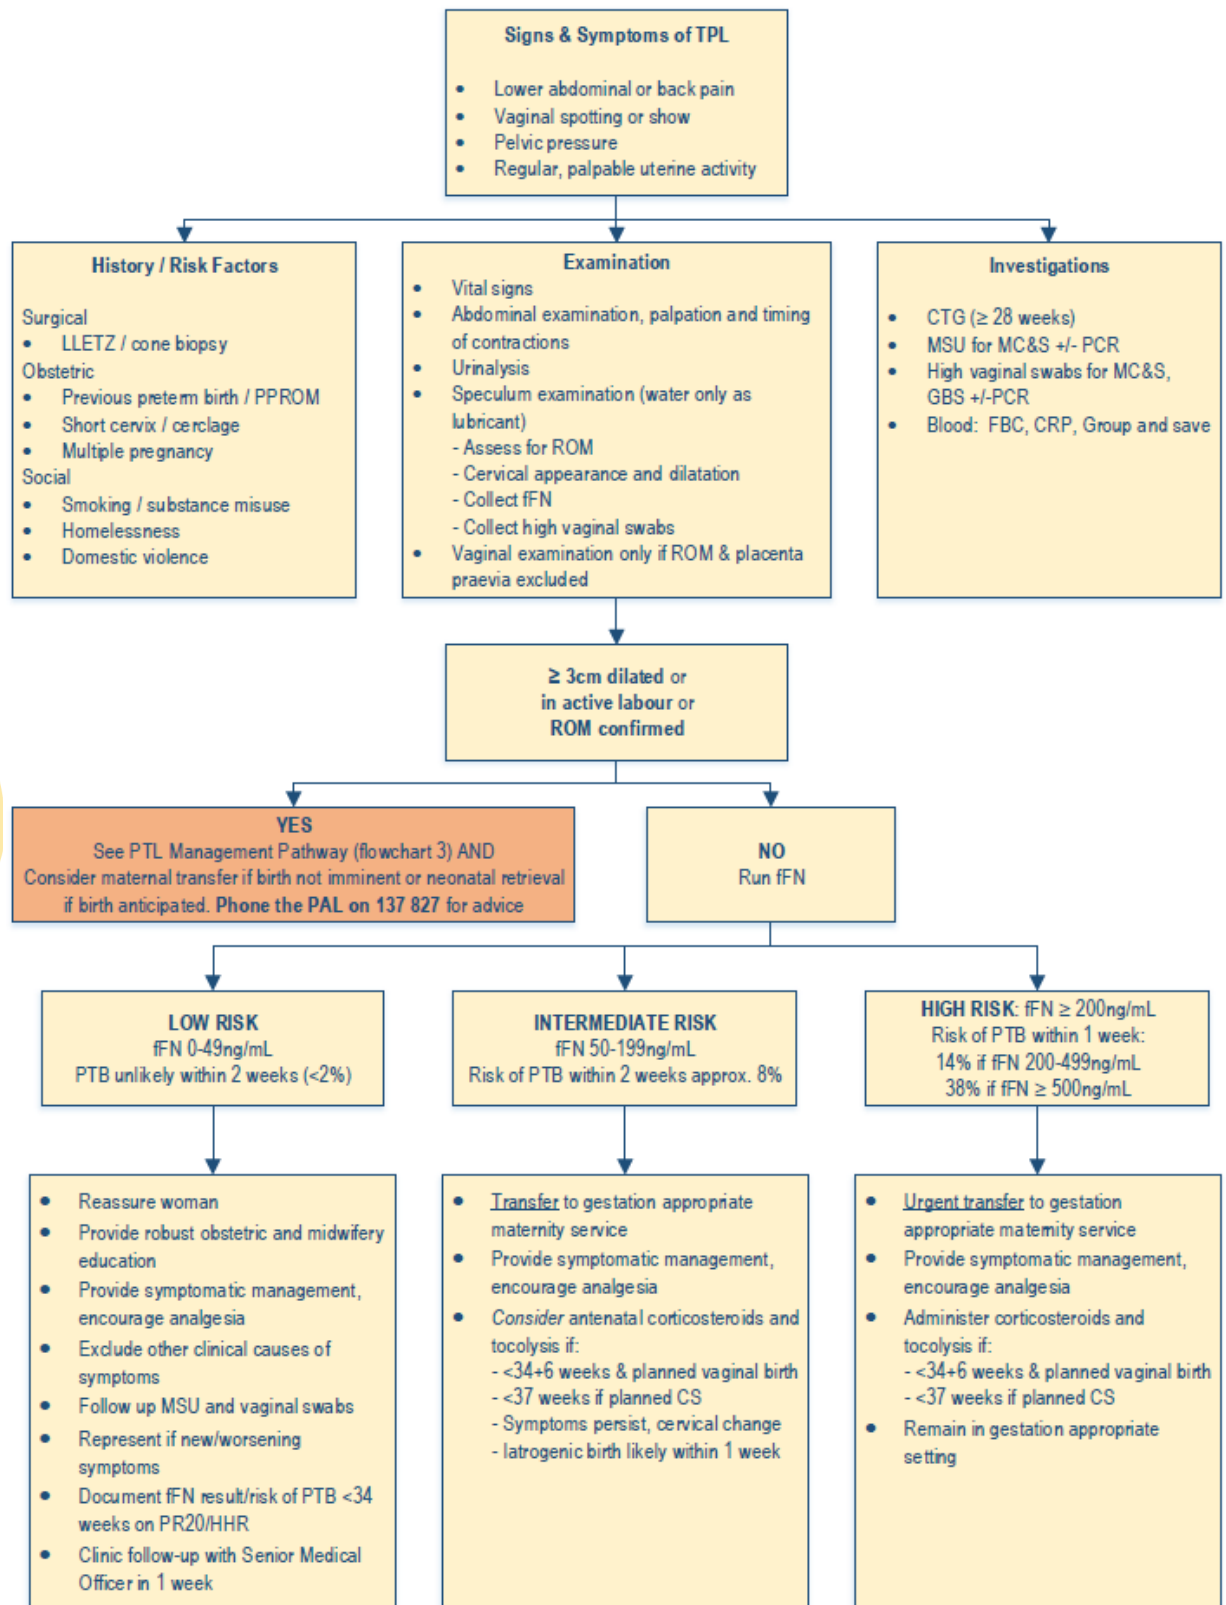 Signs & Symptoms of TPL
• Lower abdominal or back pain
• Vaginal spotting or show
• Pelvic pressure
• Regular, palpable uterine activity
History / Risk Factors
Surgical
• LLETZ / cone biopsy
Obstetric
• Previous preterm birth / PPROM
• Short cervix / cerclage
• Multiple pregnancy
Social
• Smoking / substance misuse
• Homelessness
• Domestic violence
Examination
• Vital signs
• Abdominal examination, palpation and timing
of contractions
• Urinalysis
• Speculum examination (water only as
lubricant)
- Assess for ROM
- Cervical appearance and dilatation
- Collect fFN
- Collect high vaginal swabs
• Vaginal examination only if ROM & placenta
praevia excluded
Investigations
• CTG (≥ 28 weeks)
• MSU for MC&S +/- PCR
• High vaginal swabs for MC&S,
GBS +/-PCR
• Blood: FBC, CRP, Group and save
≥ 3cm dilated or
in active labour or
ROM confirmed
YES
See PTL Management Pathway (flowchart 3) AND
Consider maternal transfer if birth not imminent or neonatal retrieval
if birth anticipated. Phone the PAL on 137 827 for advice
NO
Run fFN
LOW RISK
fFN 0-49ng/mL
PTB unlikely within 2 weeks (<2%)
INTERMEDIATE RISK
fFN 50-199ng/mL
Risk of PTB within 2 weeks approx. 8%
HIGH RISK: fFN ≥ 200ng/mL
Risk of PTB within 1 week:
14% if fFN 200-499ng/mL
38% if fFN ≥ 500ng/mL
• Reassure woman
• Provide robust obstetric and midwifery
education
• Provide symptomatic management,
encourage analgesia
• Exclude other clinical causes of
symptoms
• Follow up MSU and vaginal swabs
• Represent if new/worsening
symptoms
• Document fFN result/risk of PTB <34
weeks on PR20/HHR
• Clinic follow-up with Senior Medical
Officer in 1 week
• Transfer to gestation appropriate
maternity service
• Provide symptomatic management,
encourage analgesia
• Consider antenatal corticosteroids and
tocolysis if:
- <34+6 weeks & planned vaginal birth
- <37 weeks if planned CS
- Symptoms persist, cervical change
- Iatrogenic birth likely within 1 week
• Urgent transfer to gestation
appropriate maternity service
• Provide symptomatic management,
encourage analgesia
• Administer corticosteroids and
tocolysis if:
- <34+6 weeks & planned vaginal birth
- <37 weeks if planned CS
• Remain in gestation appropriate
setting